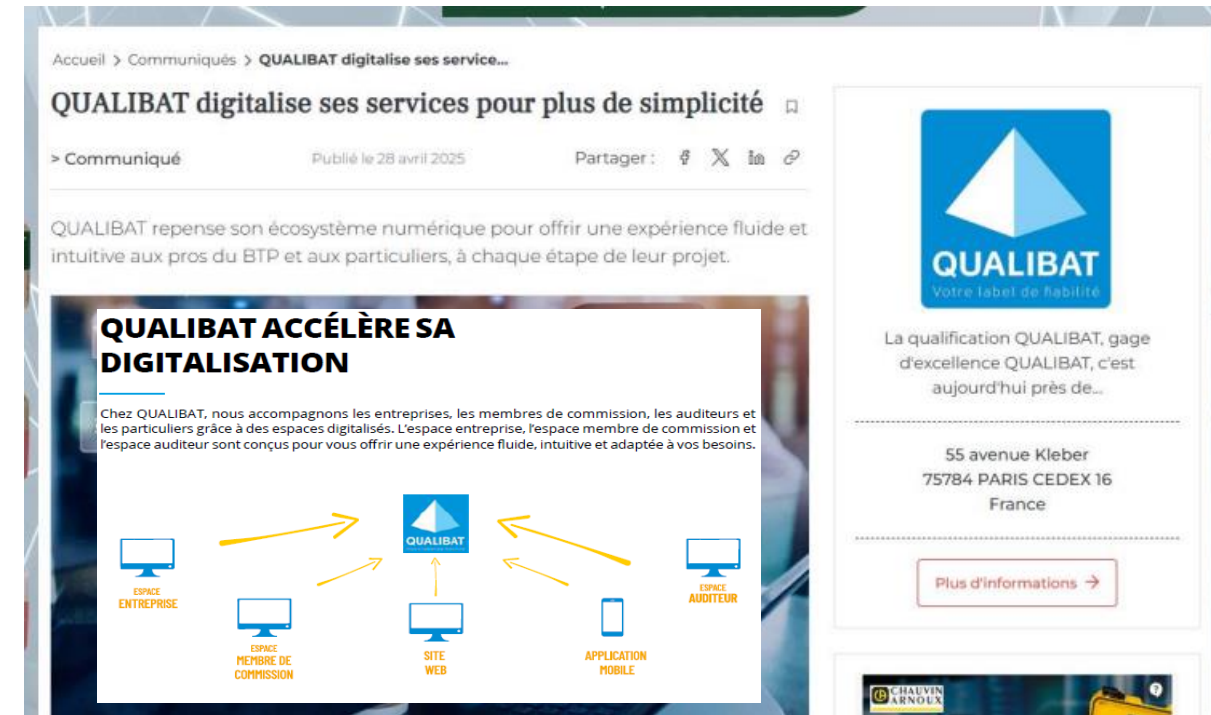 Accueil > Communiqués > QUALIBAT digitalise ses service...
QUALIBAT digitalise ses services pour plus de simplicité
> Communiqué
Publié le 28 avril 2025
Partager :
QUALIBAT repense son écosystème numérique pour offrir une expérience fluide et
intuitive aux pros du BTP et aux particuliers, à chaque étape de leur projet.
QUALIBAT ACCÉLÈRE SA
DIGITALISATION
Chez QUALIBAT, nous accompagnons les entreprises, les membres de commission, les auditeurs et
les particuliers grâce à des espaces digitalisés. L'espace entreprise, l'espace membre de commission et
l'espace auditeur sont conçus pour vous offrir une expérience fluide, intuitive et adaptée à vos besoins.
QUALIBAT
ESPACE
ENTREPRISE
ESPACE
MEMBRE DE
COMMISSION
SITE
WEB
APPLICATION
MOBILE
ESPACE
AUDITEUR
QUALIBAT
Votre label de fiabilité
La qualification QUALIBAT, gage
d'excellence QUALIBAT, c'est
aujourd'hui près de...
55 avenue Kleber
75784 PARIS CEDEX 16
France
Plus d'informations →
CHAUVIN
ARNOUX